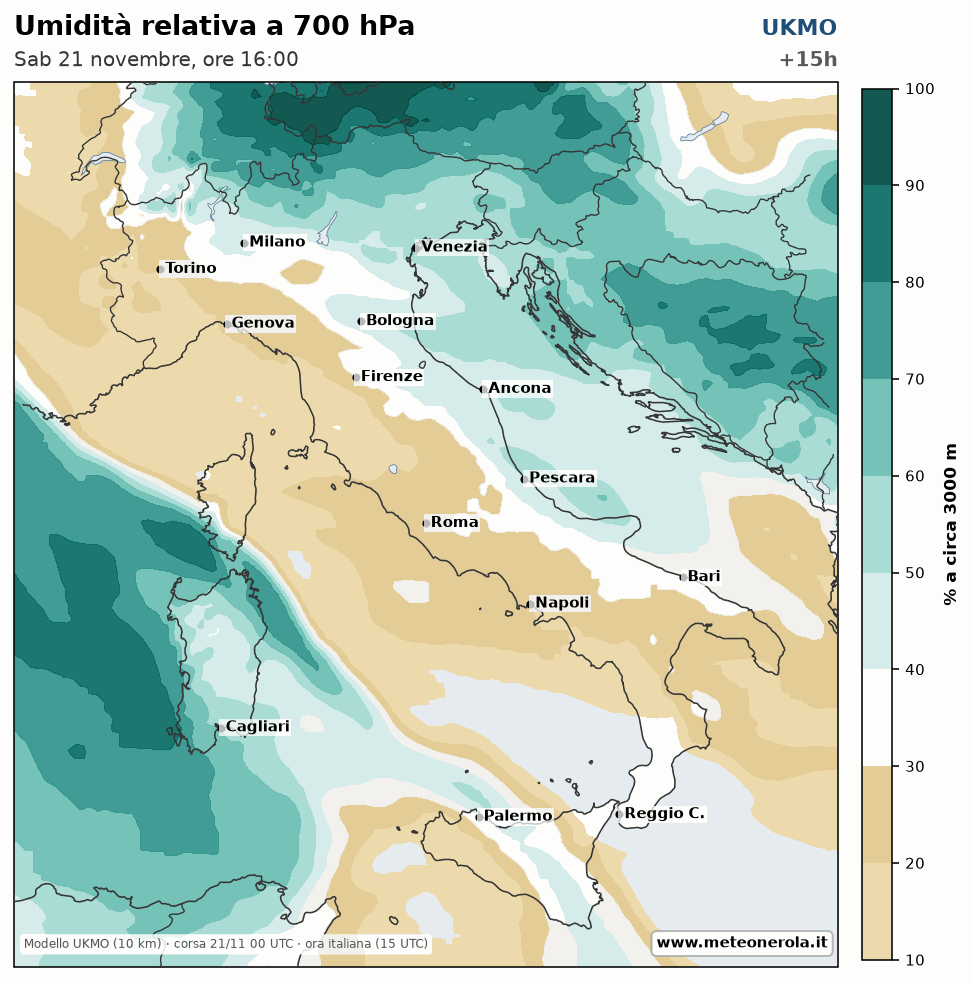 Umidità relativa a 700 hPa
UKMO
Sab 21 novembre, ore 16:00
+15h
100
90
80
70
60
50
40
30
20
10
% a circa 3000 m
Milano
Venezia
Torino
Bologna
Genova
Firenze
Ancona
Pescara
Roma
Bari
Napoli
Cagliari
Palermo
Reggio C.
Modello UKMO (10 km) · corsa 21/11 00 UTC · ora italiana (15 UTC)
www.meteonerola.it